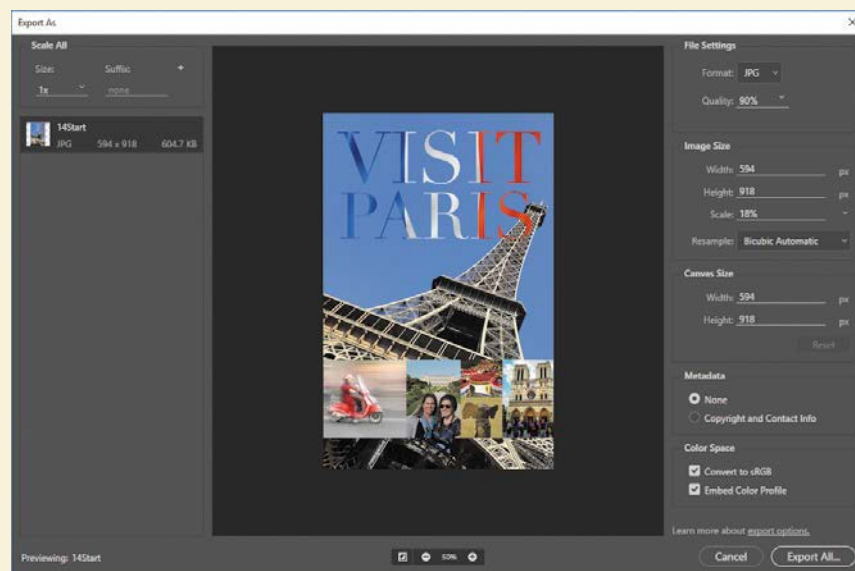 Export As
Scale All
Size:
Suffix:
+
1x
none
14Start
JPG 594 x 918 604.7 KB
VISIT
PARIS
File Settings
Format: JPG
Quality: 90%
Image Size
Width: 594 px
Height: 918 px
Scale: 18%
Resample: Bicubic Automatic
Canvas Size
Width: 594 px
Height: 918 px
Reset
Metadata
None
Copyright and Contact Info
Color Space
Convert to sRGB
Embed Color Profile
Learn more about export options.
Previewing: 14Start
50%
Cancel
Export All...